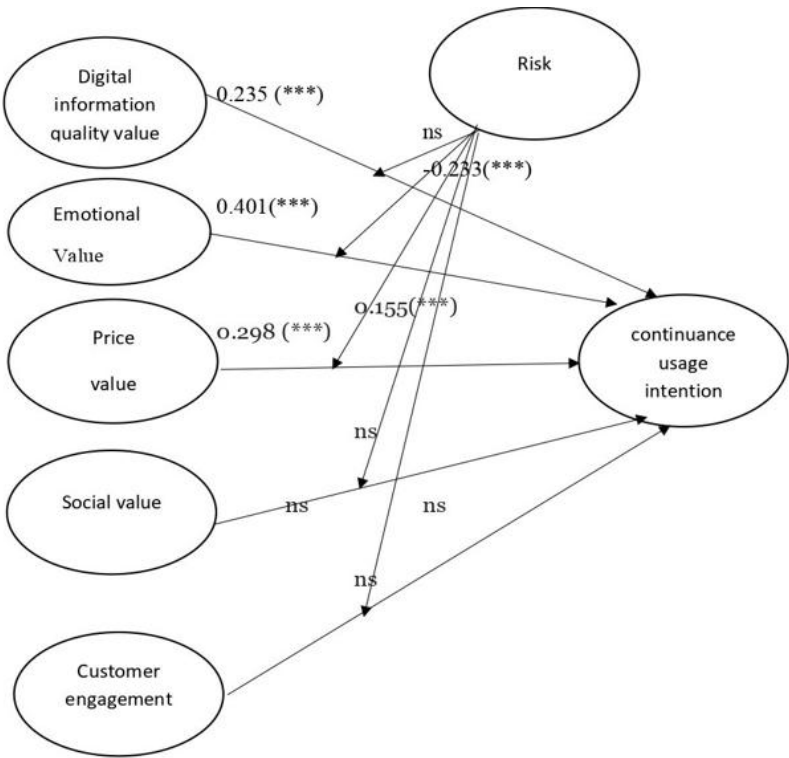 Risk
Digital
information
quality value
0.235 (***)
ns
-0.233(***)
Emotional
Value
0.401(***)
0.155(***)
Price
value
0.298 (***)
continuance
usage
intention
ns
Social value
ns
ns
ns
Customer
engagement